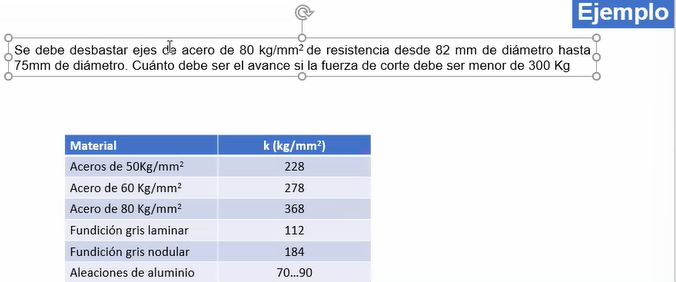 Ejemplo
Se debe desbastar ejes de acero de 80 kg/mm² de resistencia desde 82 mm de diámetro hasta
75mm de diámetro. Cuánto debe ser el avance si la fuerza de corte debe ser menor de 300 Kg
Material k (kg/mm²)
Aceros de 50Kg/mm² 228
Acero de 60 Kg/mm² 278
Acero de 80 Kg/mm² 368
Fundición gris laminar 112
Fundición gris nodular 184
Aleaciones de aluminio 70...90